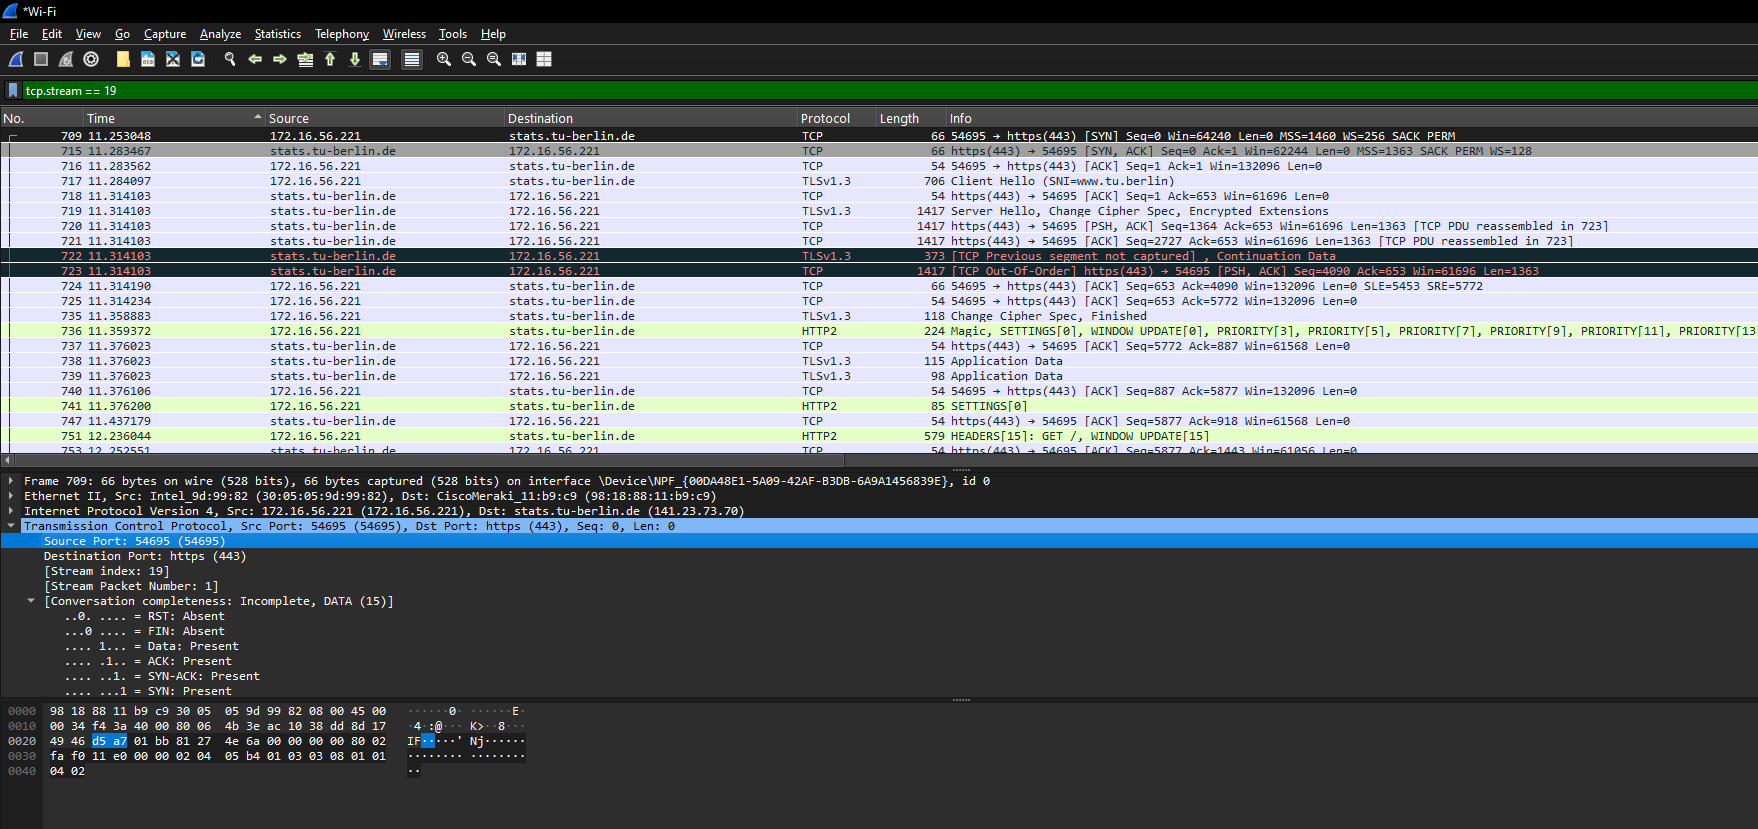 *Wi-Fi
File Edit View Go Capture Analyze Statistics Telephony Wireless Tools Help
tcp.stream == 19
No. Time Source Destination Protocol Length Info
709 11.253048 172.16.56.221 stats.tu-berlin.de TCP 66 54695 → https(443) [SYN] Seq=0 Win=64240 Len=0 MSS=1460 WS=256 SACK_PERM
715 11.283467 stats.tu-berlin.de 172.16.56.221 TCP 66 https(443) → 54695 [SYN, ACK] Seq=0 Ack=1 Win=62244 Len=0 MSS=1363 SACK_PERM WS=128
716 11.283562 172.16.56.221 stats.tu-berlin.de TCP 54 54695 → https(443) [ACK] Seq=1 Ack=1 Win=132096 Len=0
717 11.284097 172.16.56.221 stats.tu-berlin.de TLSv1.3 706 Client Hello (SNI=www.tu.berlin)
718 11.314103 stats.tu-berlin.de 172.16.56.221 TCP 54 https(443) → 54695 [ACK] Seq=1 Ack=653 Win=61696 Len=0
719 11.314103 stats.tu-berlin.de 172.16.56.221 TLSv1.3 1417 Server Hello, Change Cipher Spec, Encrypted Extensions
720 11.314103 stats.tu-berlin.de 172.16.56.221 TCP 1417 https(443) → 54695 [PSH, ACK] Seq=1364 Ack=653 Win=61696 Len=1363 [TCP PDU reassembled in 723]
721 11.314103 stats.tu-berlin.de 172.16.56.221 TCP 1417 https(443) → 54695 [ACK] Seq=2727 Ack=653 Win=61696 Len=1363 [TCP PDU reassembled in 723]
722 11.314103 stats.tu-berlin.de 172.16.56.221 TLSv1.3 373 [TCP Previous segment not captured] , Continuation Data
723 11.314103 stats.tu-berlin.de 172.16.56.221 TCP 1417 [TCP Out-Of-Order] https(443) → 54695 [PSH, ACK] Seq=4090 Ack=653 Win=61696 Len=1363
724 11.314190 172.16.56.221 stats.tu-berlin.de TCP 66 54695 → https(443) [ACK] Seq=653 Ack=4090 Win=132096 Len=0 SLE=5453 SRE=5772
725 11.314234 172.16.56.221 stats.tu-berlin.de TCP 54 54695 → https(443) [ACK] Seq=653 Ack=5772 Win=132096 Len=0
735 11.358883 172.16.56.221 stats.tu-berlin.de TLSv1.3 118 Change Cipher Spec, Finished
736 11.359372 172.16.56.221 stats.tu-berlin.de HTTP2 224 Magic, SETTINGS[0], WINDOW_UPDATE[0], PRIORITY[3], PRIORITY[5], PRIORITY[7], PRIORITY[9], PRIORITY[11], PRIORITY[13
737 11.376023 stats.tu-berlin.de 172.16.56.221 TCP 54 https(443) → 54695 [ACK] Seq=5772 Ack=887 Win=61568 Len=0
738 11.376023 stats.tu-berlin.de 172.16.56.221 TLSv1.3 115 Application Data
739 11.376023 stats.tu-berlin.de 172.16.56.221 TLSv1.3 98 Application Data
740 11.376106 172.16.56.221 stats.tu-berlin.de TCP 54 54695 → https(443) [ACK] Seq=887 Ack=5877 Win=132096 Len=0
741 11.376200 172.16.56.221 stats.tu-berlin.de HTTP2 85 SETTINGS[0]
747 11.437179 stats.tu-berlin.de 172.16.56.221 TCP 54 https(443) → 54695 [ACK] Seq=5877 Ack=918 Win=61568 Len=0
751 12.236044 172.16.56.221 stats.tu-berlin.de HTTP2 579 HEADERS[15]: GET /, WINDOW_UPDATE[15]
753 12.252551 stats.tu-berlin.de 172.16.56.221 TCP 54 https(443) → 54695 [ACK] Seq=5877 Ack=1443 Win=61056 Len=0
Frame 709: 66 bytes on wire (528 bits), 66 bytes captured (528 bits) on interface \Device\NPF_{00DA48E1-5A09-42AF-B3DB-6A9A1456839E}, id 0
Ethernet II, Src: Intel_9d:99:82 (30:05:05:9d:99:82), Dst: CiscoMeraki_11:b9:c9 (98:18:88:11:b9:c9)
Internet Protocol Version 4, Src: 172.16.56.221 (172.16.56.221), Dst: stats.tu-berlin.de (141.23.73.70)
Transmission Control Protocol, Src Port: 54695 (54695), Dst Port: https (443), Seq: 0, Len: 0
Source Port: 54695 (54695)
Destination Port: https (443)
[Stream index: 19]
[Stream Packet Number: 1]
[Conversation completeness: Incomplete, DATA (15)]
..0. .... = RST: Absent
...0 .... = FIN: Absent
.... 1... = Data: Present
.... .1.. = ACK: Present
.... ..1. = SYN-ACK: Present
.... ...1 = SYN: Present
0000 98 18 88 11 b9 c9 30 05 05 9d 99 82 08 00 45 00 ······0· ······E·
0010 00 34 f4 3a 40 00 80 06 4b 3e ac 10 38 dd 8d 17 ·4·:@··· K>··8···
0020 49 46 d5 a7 01 bb 81 27 4e 6a 00 00 00 00 80 02 IF·····' Nj······
0030 fa f0 11 e0 00 00 02 04 05 b4 01 03 03 08 01 01 ········ ········
0040 04 02 ··